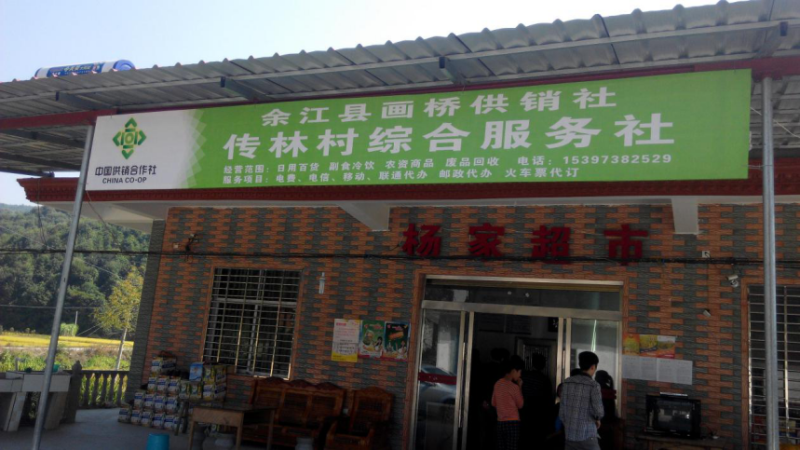 余江县画桥供销社
传林村综合服务社
中国供销合作社
CHINA CO-OP
经营范围：日用百货 副食冷饮 农资商品 废品回收 电话：15397382529
服务项目：电费、电信、移动、联通代办 邮政代办 火车票代订
杨家超市